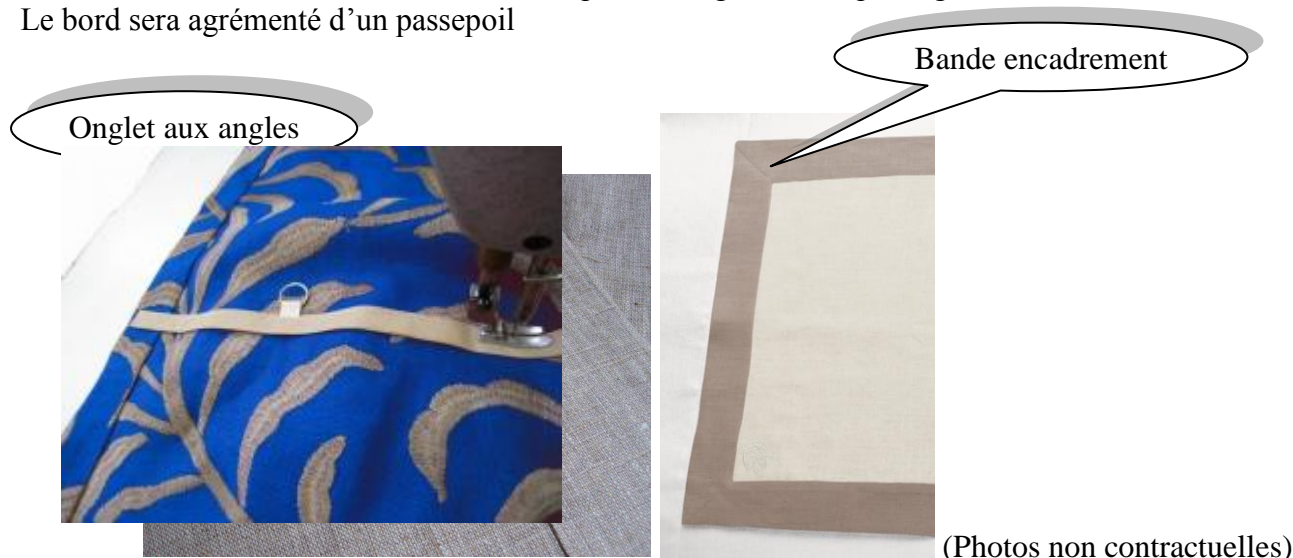 Le bord sera agrémenté d’un passepoil
Bande encadrement
Onglet aux angles
(Photos non contractuelles)